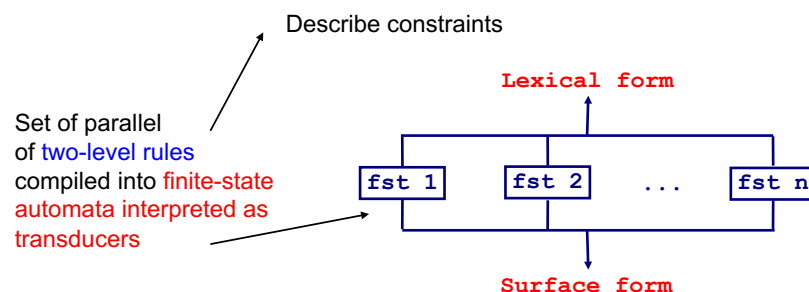 Describe constraints
Lexical form
Set of parallel
of two-level rules
compiled into finite-state
automata interpreted as
transducers
fst 1
fst 2
...
fst n
Surface form